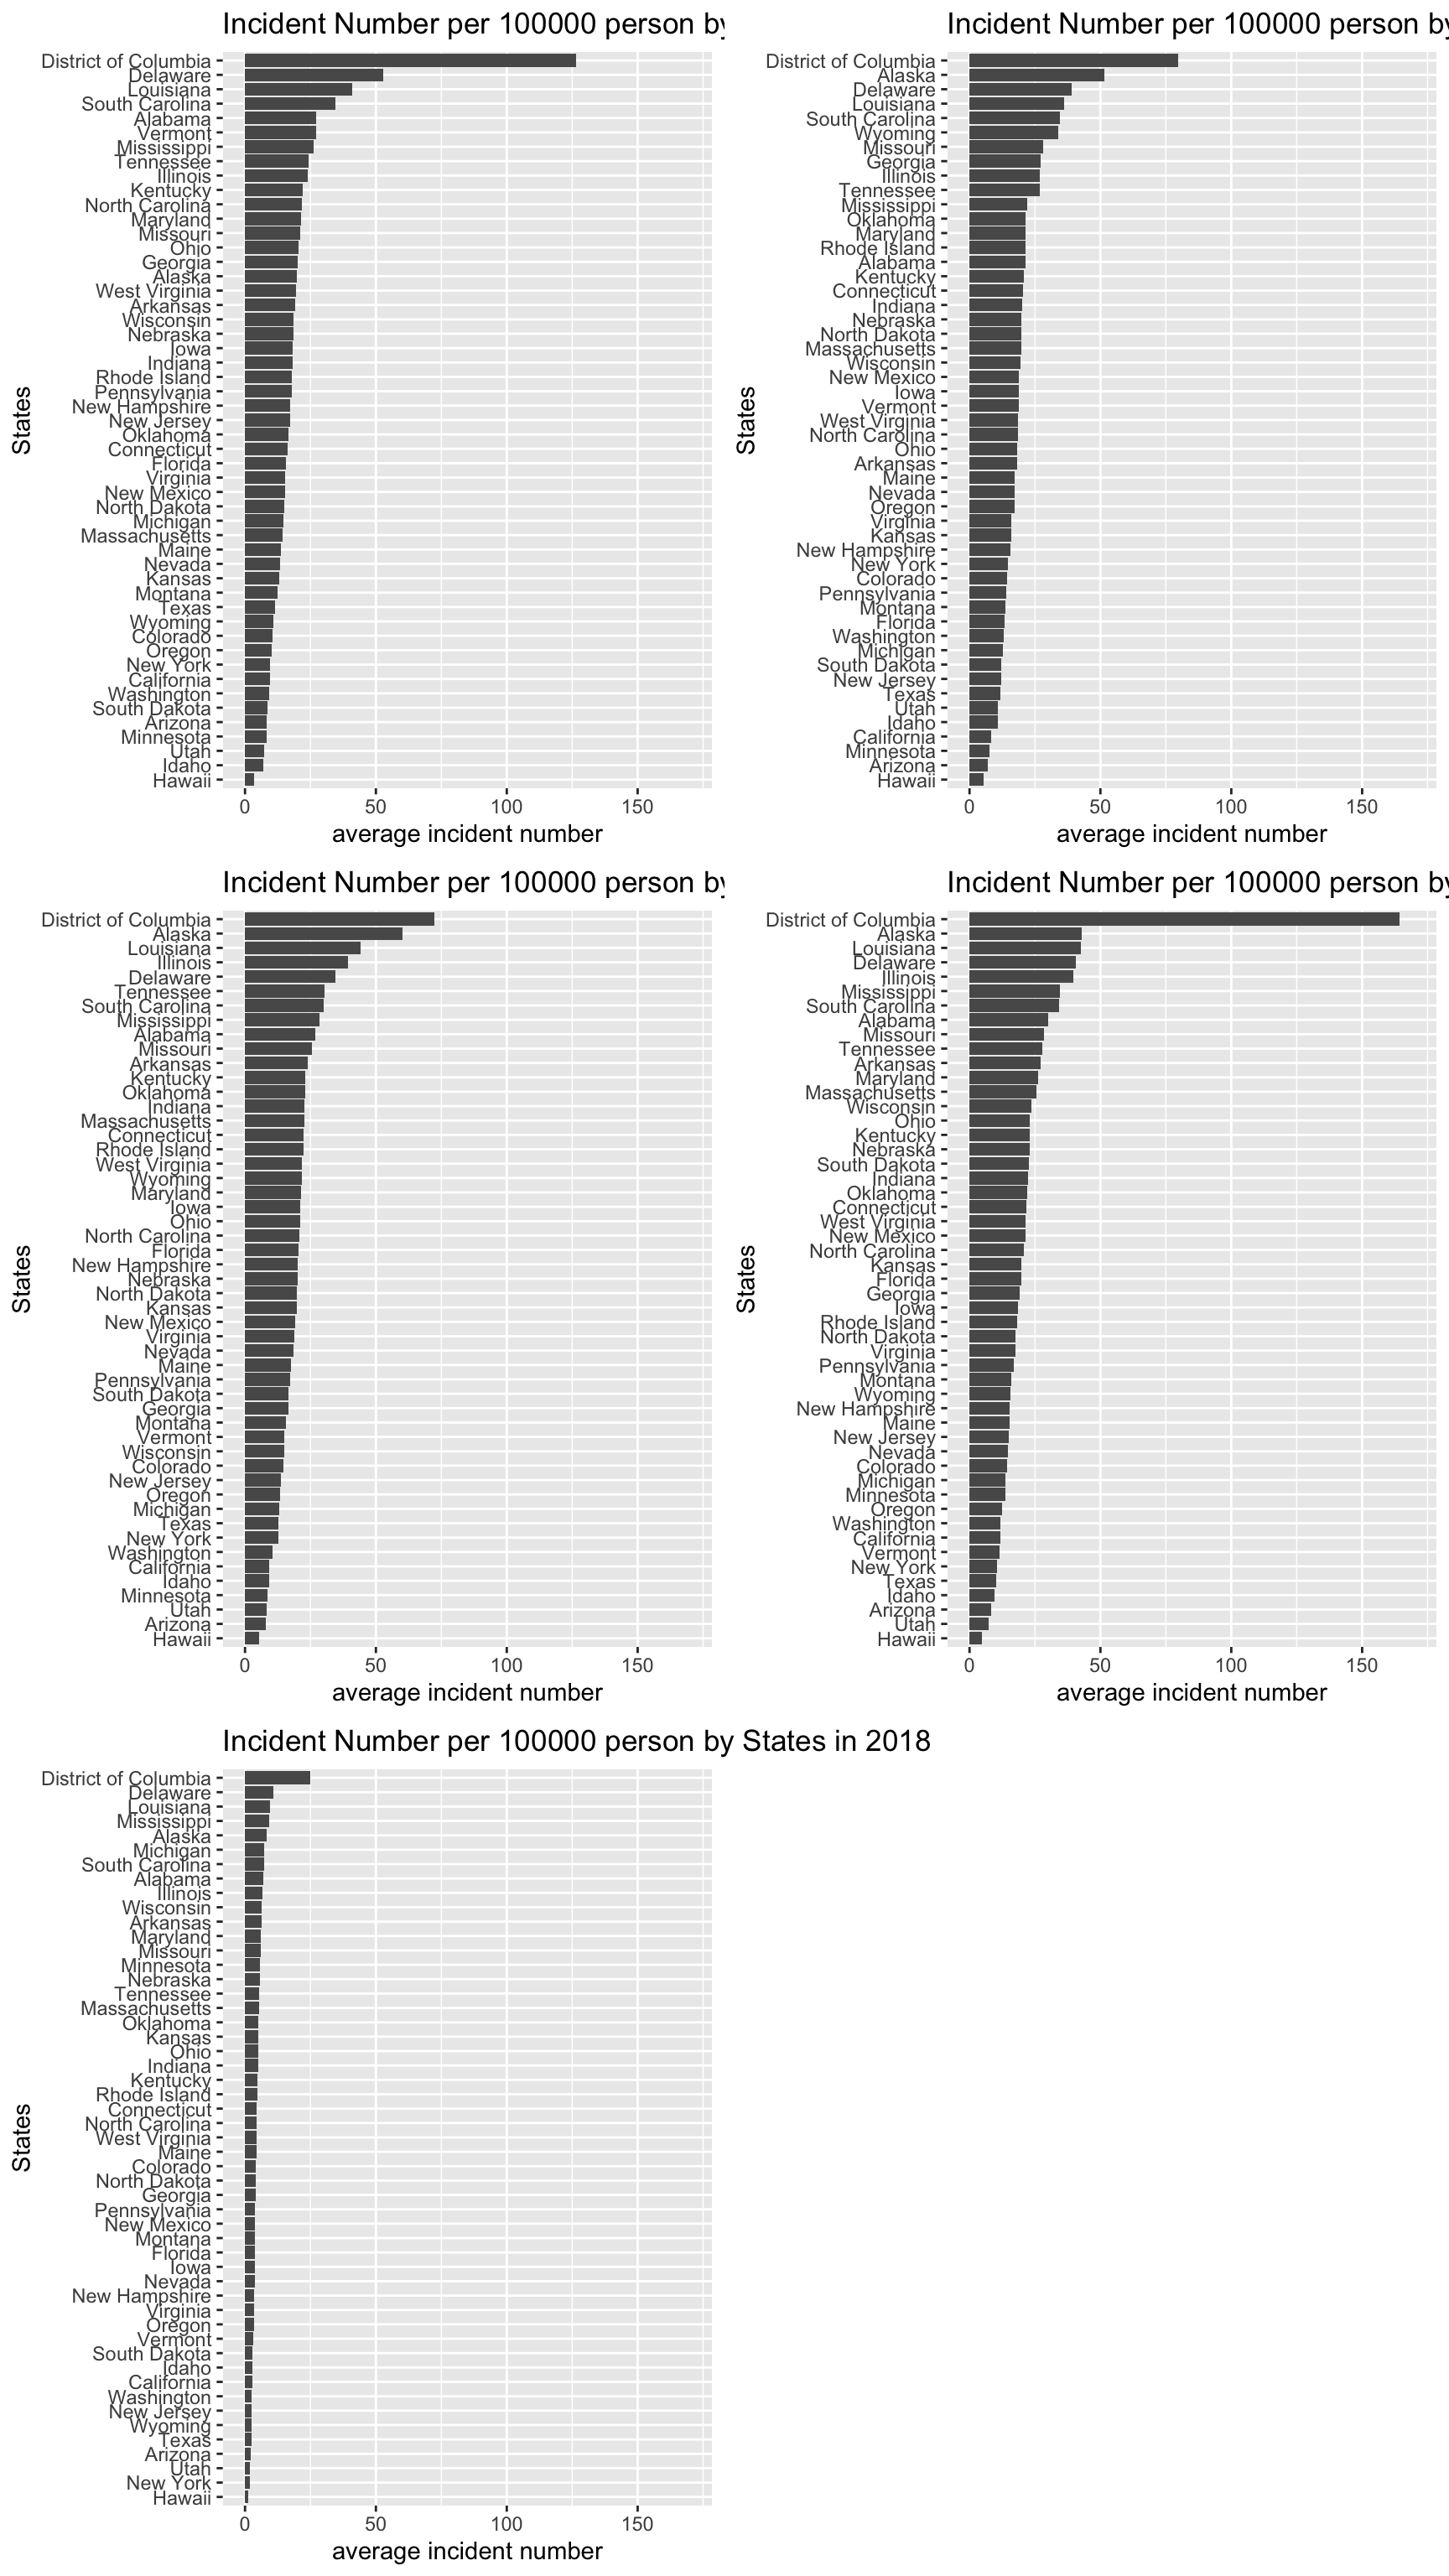 Incident Number per 100000 person by
States
District of Columbia
Delaware
Louisiana
South Carolina
Alabama
Vermont
Mississippi
Tennessee
Illinois
Kentucky
North Carolina
Maryland
Missouri
Ohio
Georgia
Alaska
West Virginia
Arkansas
Wisconsin
Nebraska
Iowa
Indiana
Rhode Island
Pennsylvania
New Hampshire
New Jersey
Oklahoma
Connecticut
Florida
Virginia
New Mexico
North Dakota
Michigan
Massachusetts
Maine
Nevada
Kansas
Montana
Texas
Wyoming
Colorado
Oregon
New York
California
Washington
South Dakota
Arizona
Minnesota
Utah
Idaho
Hawaii
0 50 100 150
average incident number
Incident Number per 100000 person by
States
District of Columbia
Alaska
Delaware
Louisiana
South Carolina
Wyoming
Missouri
Georgia
Illinois
Tennessee
Mississippi
Oklahoma
Maryland
Rhode Island
Alabama
Kentucky
Connecticut
Indiana
Nebraska
North Dakota
Massachusetts
Wisconsin
New Mexico
Iowa
Vermont
West Virginia
North Carolina
Ohio
Arkansas
Maine
Nevada
Oregon
Virginia
Kansas
New Hampshire
New York
Colorado
Pennsylvania
Montana
Florida
Washington
Michigan
South Dakota
New Jersey
Texas
Utah
Idaho
California
Minnesota
Arizona
Hawaii
0 50 100 150
average incident number
Incident Number per 100000 person by
States
District of Columbia
Alaska
Louisiana
Illinois
Delaware
Tennessee
South Carolina
Mississippi
Alabama
Missouri
Arkansas
Kentucky
Oklahoma
Indiana
Massachusetts
Connecticut
Rhode Island
West Virginia
Wyoming
Maryland
Iowa
Ohio
North Carolina
Florida
New Hampshire
Nebraska
North Dakota
Kansas
New Mexico
Virginia
Nevada
Maine
Pennsylvania
South Dakota
Georgia
Montana
Vermont
Wisconsin
Colorado
New Jersey
Oregon
Michigan
Texas
New York
Washington
California
Idaho
Minnesota
Utah
Arizona
Hawaii
0 50 100 150
average incident number
Incident Number per 100000 person by
States
District of Columbia
Alaska
Louisiana
Delaware
Illinois
Mississippi
South Carolina
Alabama
Missouri
Tennessee
Arkansas
Maryland
Massachusetts
Wisconsin
Ohio
Kentucky
Nebraska
South Dakota
Indiana
Oklahoma
Connecticut
West Virginia
New Mexico
North Carolina
Kansas
Florida
Georgia
Iowa
Rhode Island
North Dakota
Virginia
Pennsylvania
Montana
Wyoming
New Hampshire
Maine
New Jersey
Nevada
Colorado
Michigan
Minnesota
Oregon
Washington
California
Vermont
New York
Texas
Idaho
Arizona
Utah
Hawaii
0 50 100 150
average incident number
Incident Number per 100000 person by States in 2018
States
District of Columbia
Delaware
Louisiana
Mississippi
Alaska
Michigan
South Carolina
Alabama
Illinois
Wisconsin
Arkansas
Maryland
Missouri
Minnesota
Nebraska
Tennessee
Massachusetts
Oklahoma
Kansas
Ohio
Indiana
Kentucky
Rhode Island
Connecticut
North Carolina
West Virginia
Maine
Colorado
North Dakota
Georgia
Pennsylvania
New Mexico
Montana
Florida
Iowa
Nevada
New Hampshire
Virginia
Oregon
Vermont
South Dakota
Idaho
California
Washington
New Jersey
Wyoming
Texas
Arizona
Utah
New York
Hawaii
0 50 100 150
average incident number